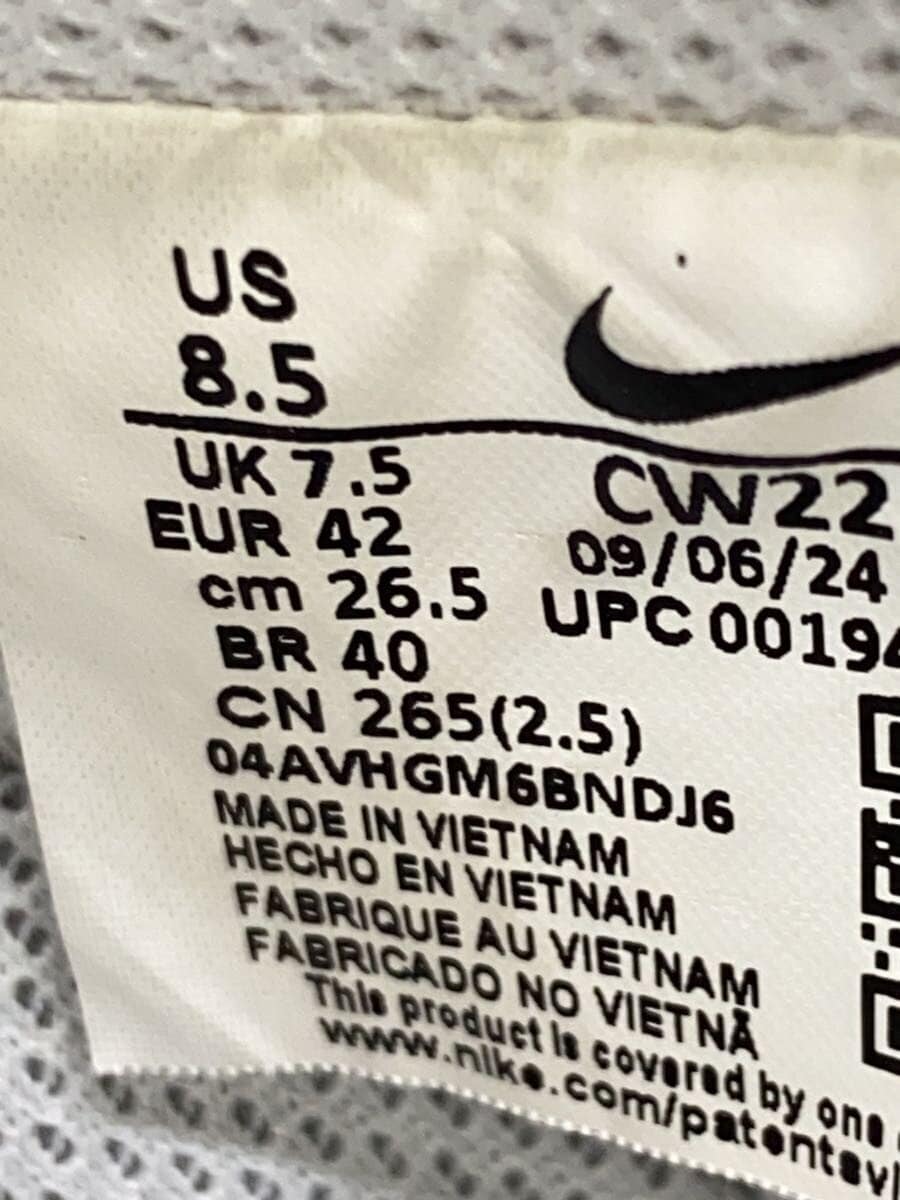 US
8.5
UK 7.5
EUR 42
cm 26.5
BR 40
CN 265(2.5)
04AVHGM6BNDJ6
MADE IN VIETNAM
HECHO EN VIETNAM
FABRIQUE AU VIETNAM
FABRICADO NO VIETNÃ
This product is covered by one
www.nike.com/patents
CW22
09/06/24
UPC 00194